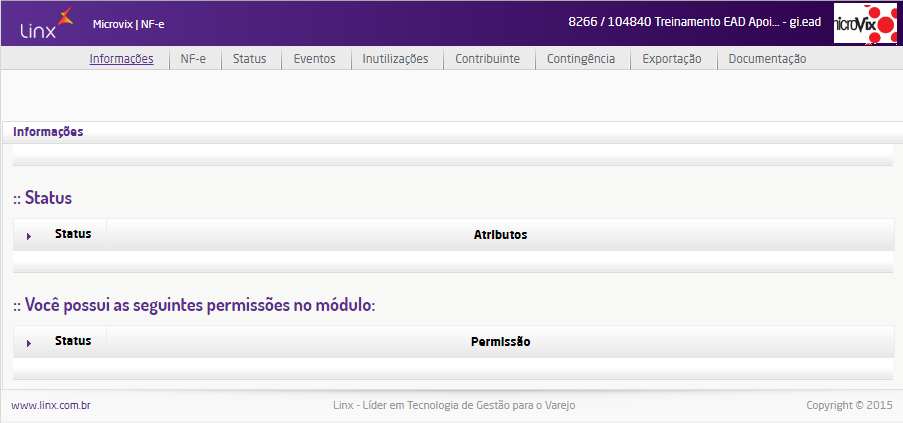 Linx
Microvix | NF-e
8266 / 104840 Treinamento EAD Apoi... - gi.ead
microvix
Informações
NF-e
Status
Eventos
Inutilizações
Contribuinte
Contingência
Exportação
Documentação
Informações
:: Status
Status
Atributos
:: Você possui as seguintes permissões no módulo:
Status
Permissão
www.linx.com.br
Linx - Líder em Tecnologia de Gestão para o Varejo
Copyright © 2015